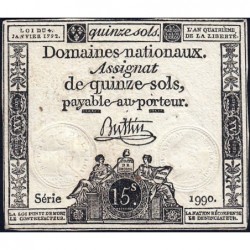 LOI DU 4. JANVIER 1792.
quinze sols.
L'AN QUATRIÈME DE LA LIBERTÉ.
Domaines nationaux.
Assignat
de quinze sols,
payable au porteur.
Buttin
Série
1990.
15 s.
LA LOI PUNIT DE MORT LE CONTREFACTEUR.
LA NATION RÉCOMPENSE LE DÉNONCIATEUR.